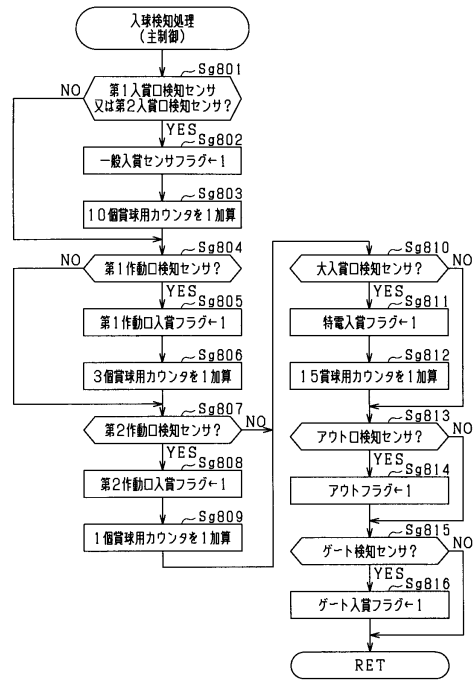 入球検知処理
(主制御)
Sg801
第1入賞口検知センサ
又は第2入賞口検知センサ?
NO
YES
Sg802
一般入賞センサフラグ←1
Sg803
10個賞球用カウンタを1加算
Sg804
第1作動口検知センサ?
NO
YES
Sg805
第1作動口入賞フラグ←1
Sg806
3個賞球用カウンタを1加算
Sg807
第2作動口検知センサ?
NO
YES
Sg808
第2作動口入賞フラグ←1
Sg809
1個賞球用カウンタを1加算
Sg810
大入賞口検知センサ?
NO
YES
Sg811
特電入賞フラグ←1
Sg812
15賞球用カウンタを1加算
Sg813
アウト口検知センサ?
NO
YES
Sg814
アウトフラグ←1
Sg815
ゲート検知センサ?
NO
YES
Sg816
ゲート入賞フラグ←1
RET